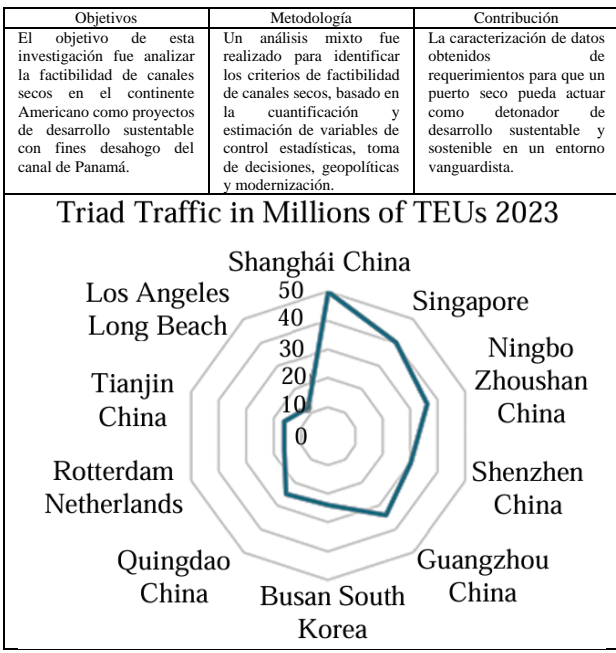 Objetivos
El objetivo de esta
investigación fue analizar
la factibilidad de canales
secos en el continente
Americano como proyectos
de desarrollo sustentable
con fines desahogo del
canal de Panamá.
Metodología
Un análisis mixto fue
realizado para identificar
los criterios de factibilidad
de canales secos, basado en
la cuantificación y
estimación de variables de
control estadísticas, toma
de decisiones, geopolíticas
y modernización.
Contribución
La caracterización de datos
obtenidos de
requerimientos para que un
puerto seco pueda actuar
como detonador de
desarrollo sustentable y
sostenible en un entorno
vanguardista.
Triad Traffic in Millions of TEUs 2023
Shanghái China
Singapore
Ningbo
Zhoushan
China
Shenzhen
China
Guangzhou
China
Busan South
Korea
Quingdao
China
Rotterdam
Netherlands
Tianjin
China
Los Angeles
Long Beach
50
40
30
20
10
0